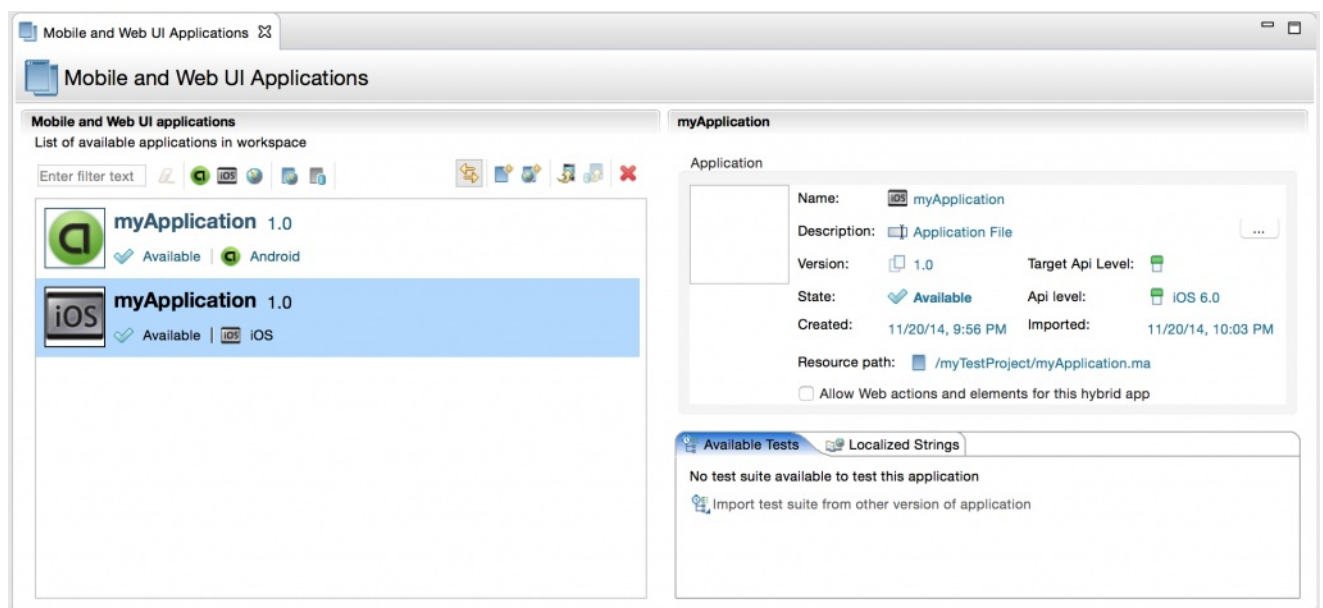 Mobile and Web UI Applications
Mobile and Web UI Applications
Mobile and Web UI applications
List of available applications in workspace
Enter filter text
iOS
myApplication 1.0
Available | Android
iOS
myApplication 1.0
Available | iOS iOS
myApplication
Application
Name: iOS myApplication
Description: Application File ...
Version: 1.0 Target Api Level:
State: Available Api level: iOS 6.0
Created: 11/20/14, 9:56 PM Imported: 11/20/14, 10:03 PM
Resource path: /myTestProject/myApplication.ma
Allow Web actions and elements for this hybrid app
Available Tests Localized Strings
No test suite available to test this application
Import test suite from other version of application